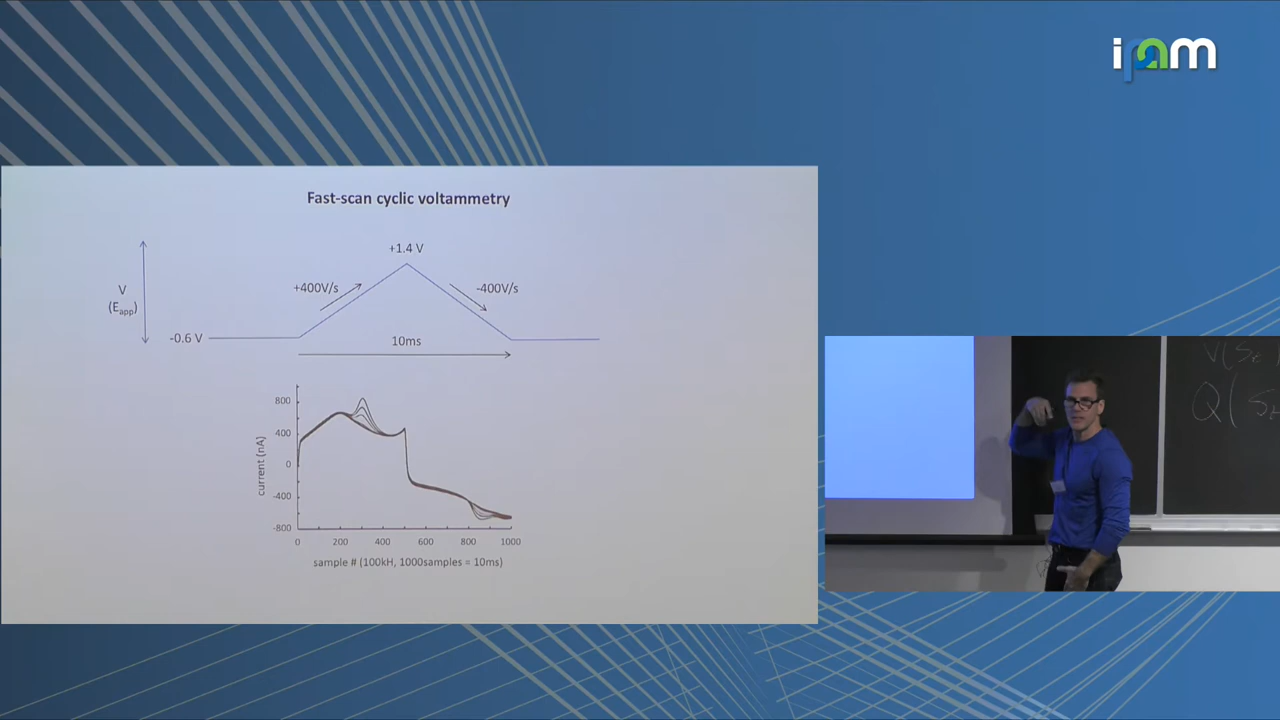 ipam
Fast-scan cyclic voltammetry
+1.4 V
+400V/s
-400V/s
V
(Eapp)
-0.6 V
10ms
current (nA)
800
400
0
-400
-800
0
200
400
600
800
1000
sample # (100kH, 1000samples = 10ms)
Q(